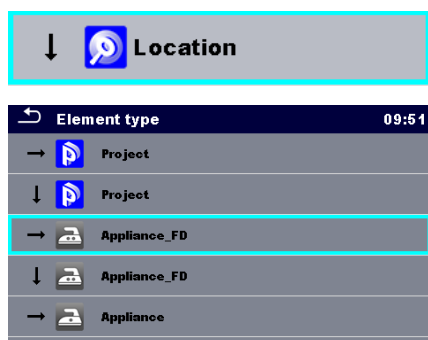 ↓ Location
Element type 09:51
→ Project
↓ Project
→ Appliance_FD
↓ Appliance_FD
→ Appliance